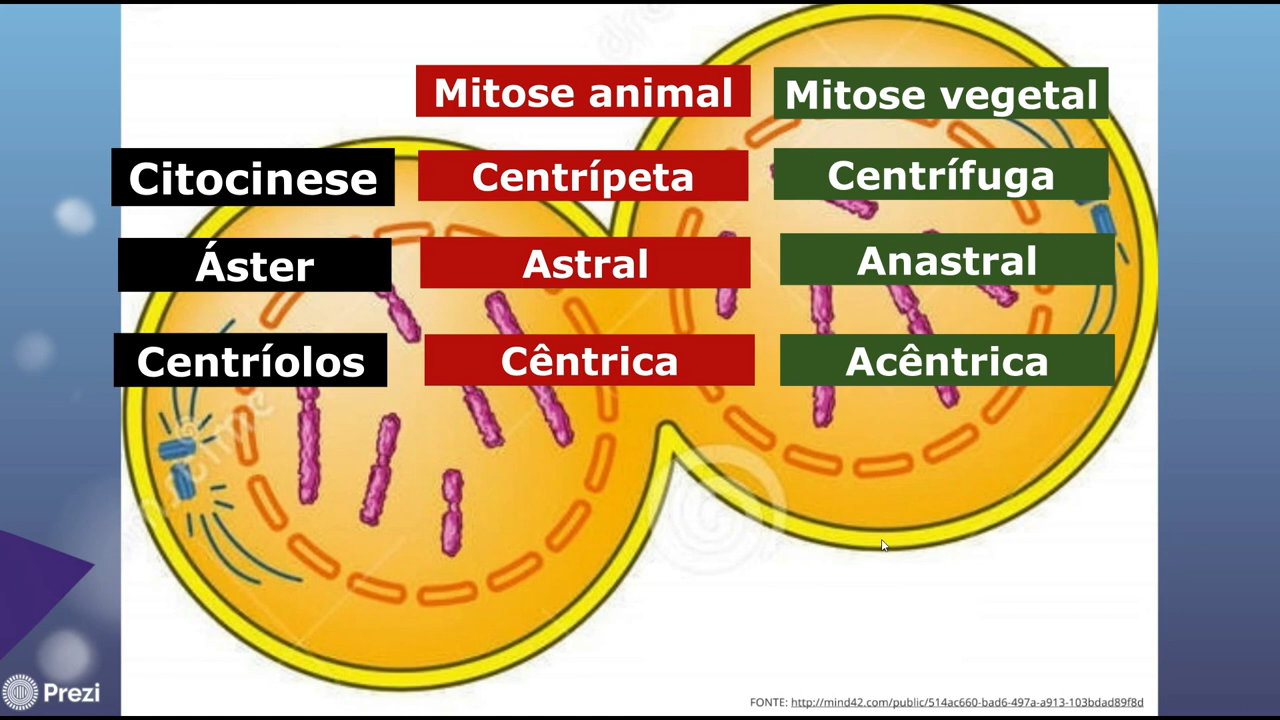 Mitose animal Mitose vegetal
Citocinese Centrípeta Centrífuga
Áster Astral Anastral
Centríolos Cêntrica Acêntrica
Prezi
FONTE: http://mind42.com/public/514ac660-bad6-497a-a913-103bdad89f8d